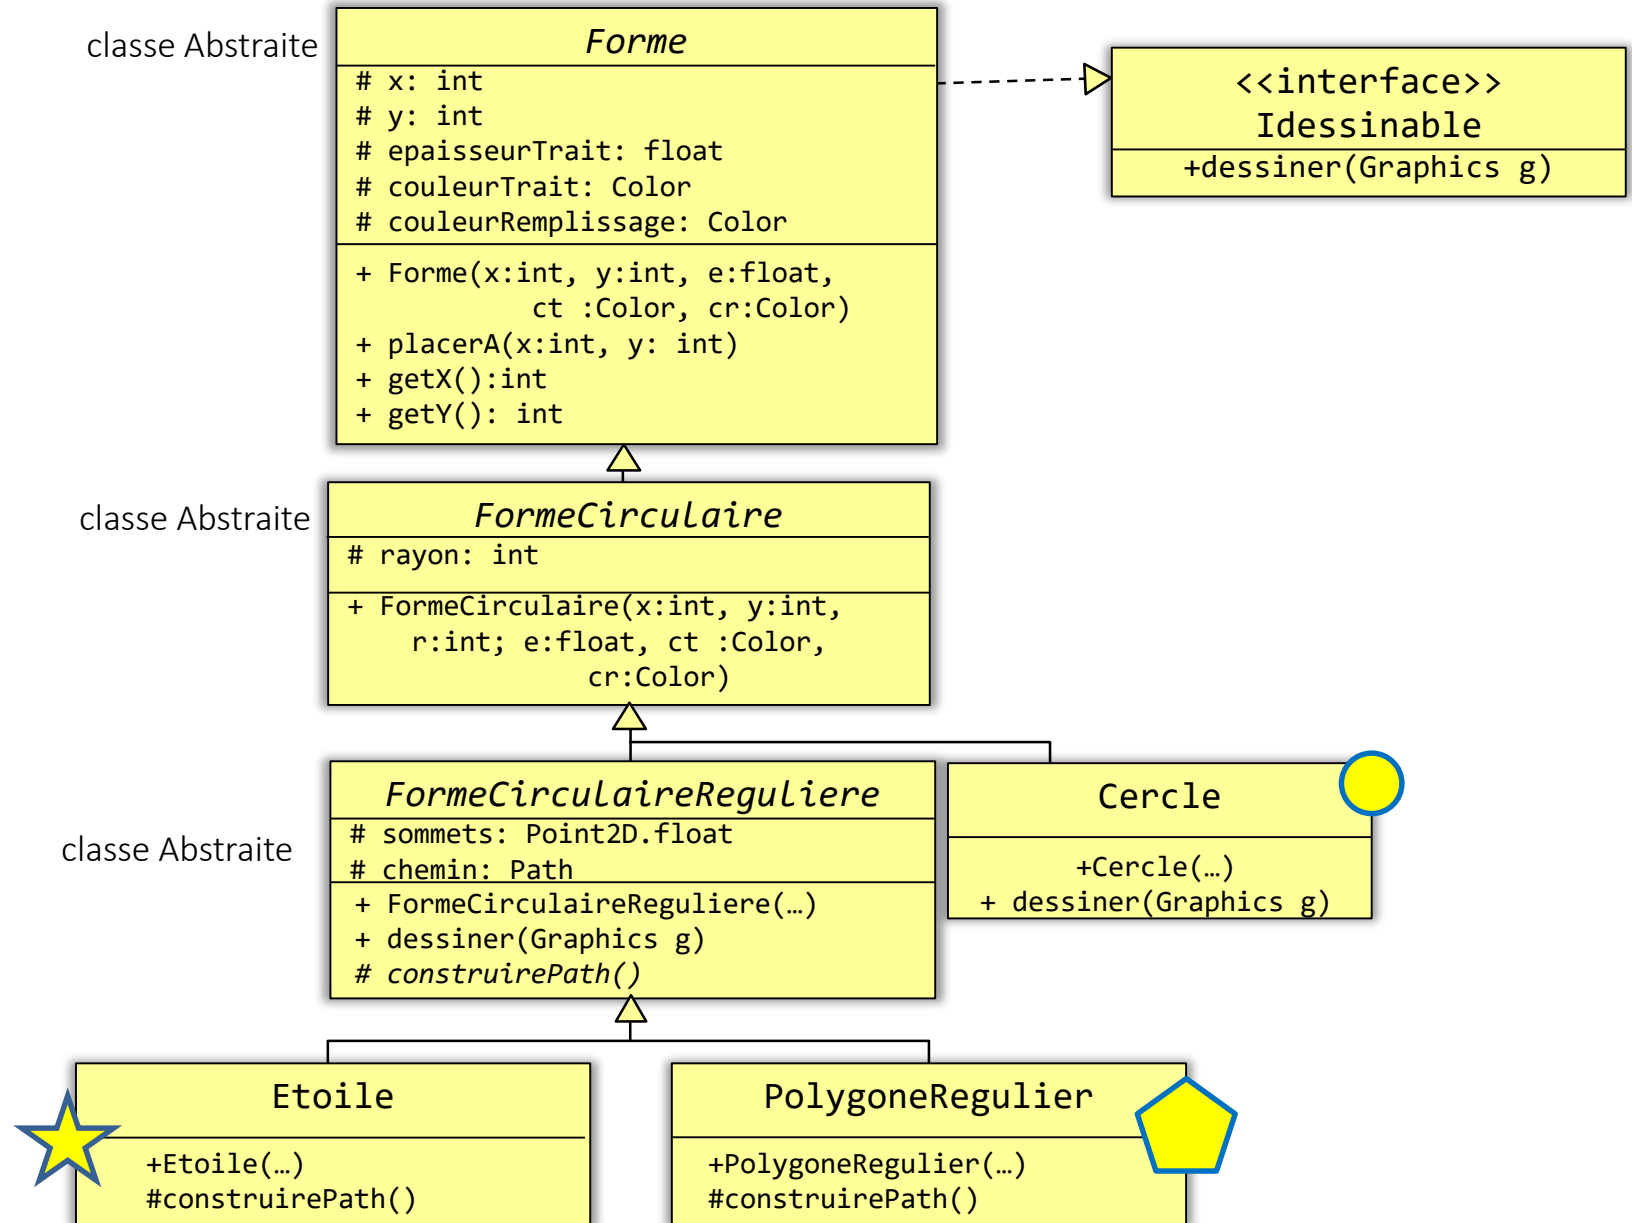 classe Abstraite
Forme
# x: int
# y: int
# epaisseurTrait: float
# couleurTrait: Color
# couleurRemplissage: Color
+ Forme(x:int, y:int, e:float,
ct :Color, cr:Color)
+ placerA(x:int, y: int)
+ getX():int
+ getY(): int
<<interface>>
Idessinable
+dessiner(Graphics g)
classe Abstraite
FormeCirculaire
# rayon: int
+ FormeCirculaire(x:int, y:int,
r:int; e:float, ct :Color,
cr:Color)
classe Abstraite
FormeCirculaireReguliere
# sommets: Point2D.float
# chemin: Path
+ FormeCirculaireReguliere(…)
+ dessiner(Graphics g)
# construirePath()
Cercle
+Cercle(…)
+ dessiner(Graphics g)
Etoile
+Etoile(…)
#construirePath()
PolygoneRegulier
+PolygoneRegulier(…)
#construirePath()